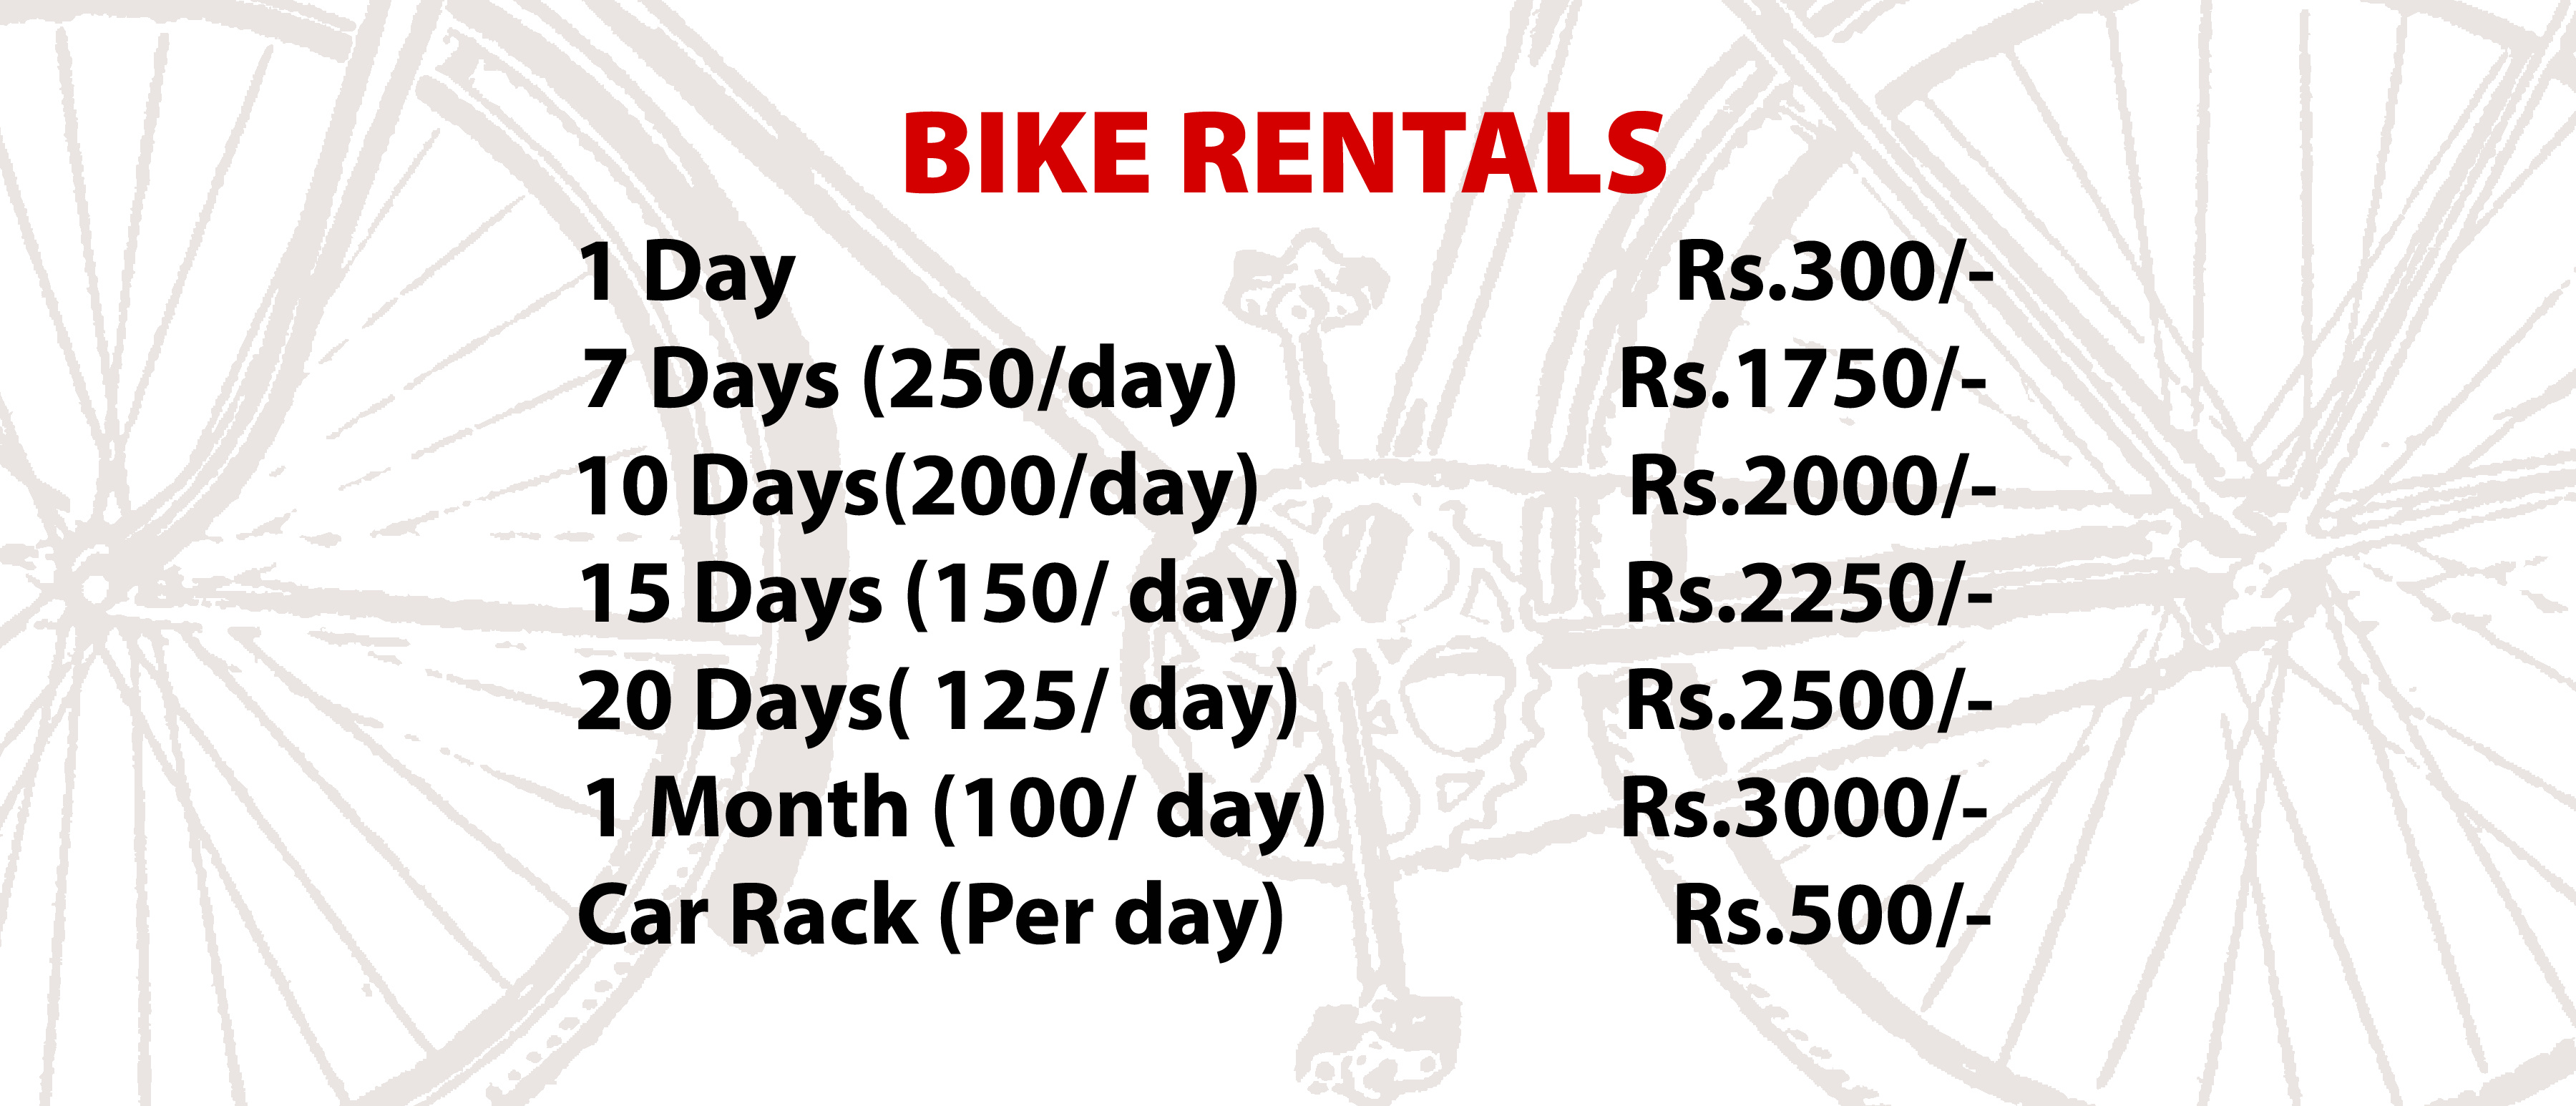 BIKE RENTALS
1 Day Rs.300/-
7 Days (250/day) Rs.1750/-
10 Days(200/day) Rs.2000/-
15 Days (150/ day) Rs.2250/-
20 Days( 125/ day) Rs.2500/-
1 Month (100/ day) Rs.3000/-
Car Rack (Per day) Rs.500/-